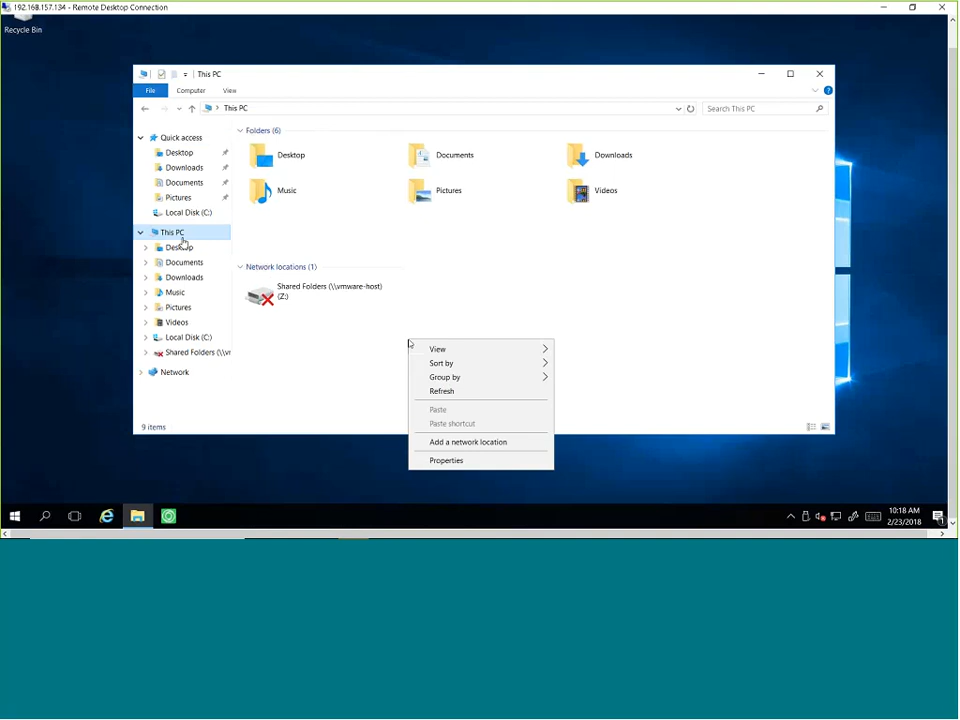 192.168.157.134 - Remote Desktop Connection
Recycle Bin
This PC
File Computer View
This PC
Search This PC
Quick access
Desktop
Downloads
Documents
Pictures
Local Disk (C:)
This PC
Desktop
Documents
Downloads
Music
Pictures
Videos
Local Disk (C:)
Shared Folders (\\vr
Network
Folders (6)
Desktop Documents Downloads
Music Pictures Videos
Network locations (1)
Shared Folders (\\vmware-host)
(Z:)
View
Sort by
Group by
Refresh
Paste
Paste shortcut
Add a network location
Properties
9 items
10:18 AM
2/23/2018